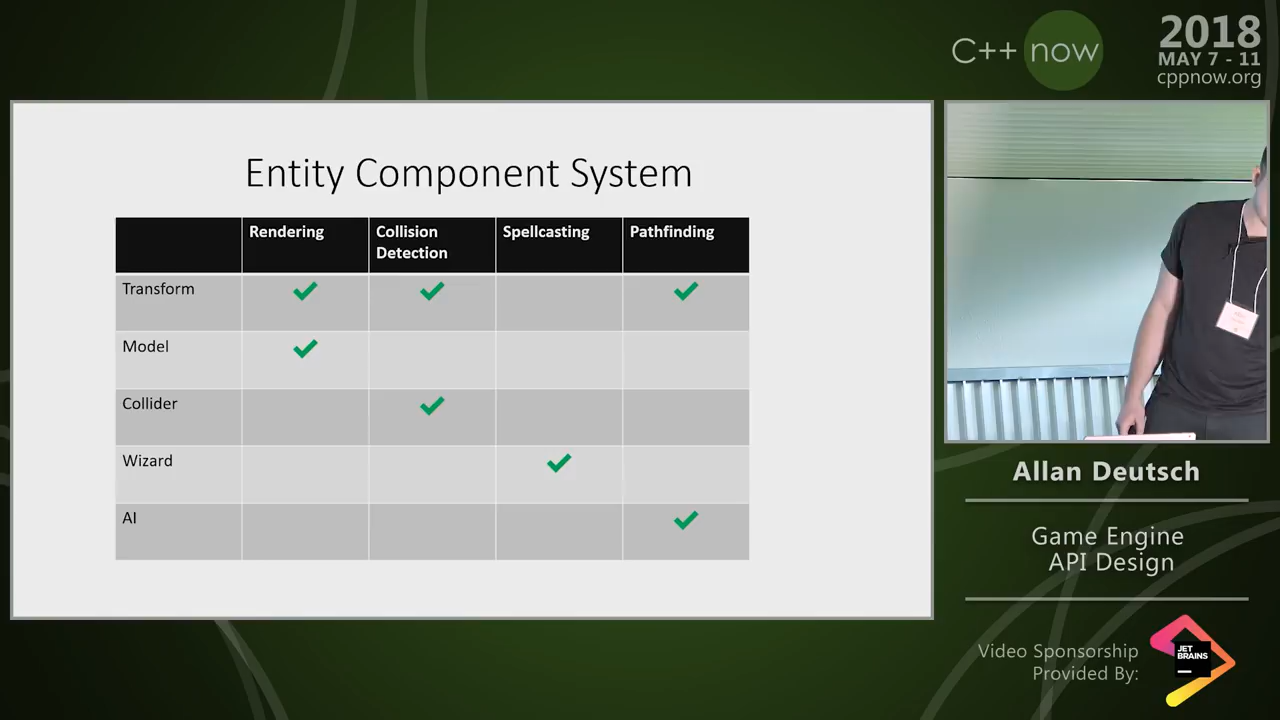 C++ now
2018
MAY 7 - 11
cppnow.org
Entity Component System
Rendering
Collision
Detection
Spellcasting
Pathfinding
Transform
Model
Collider
Wizard
AI
Allan Deutsch
Game Engine
API Design
Video Sponsorship
Provided By:
JET
BRAINS